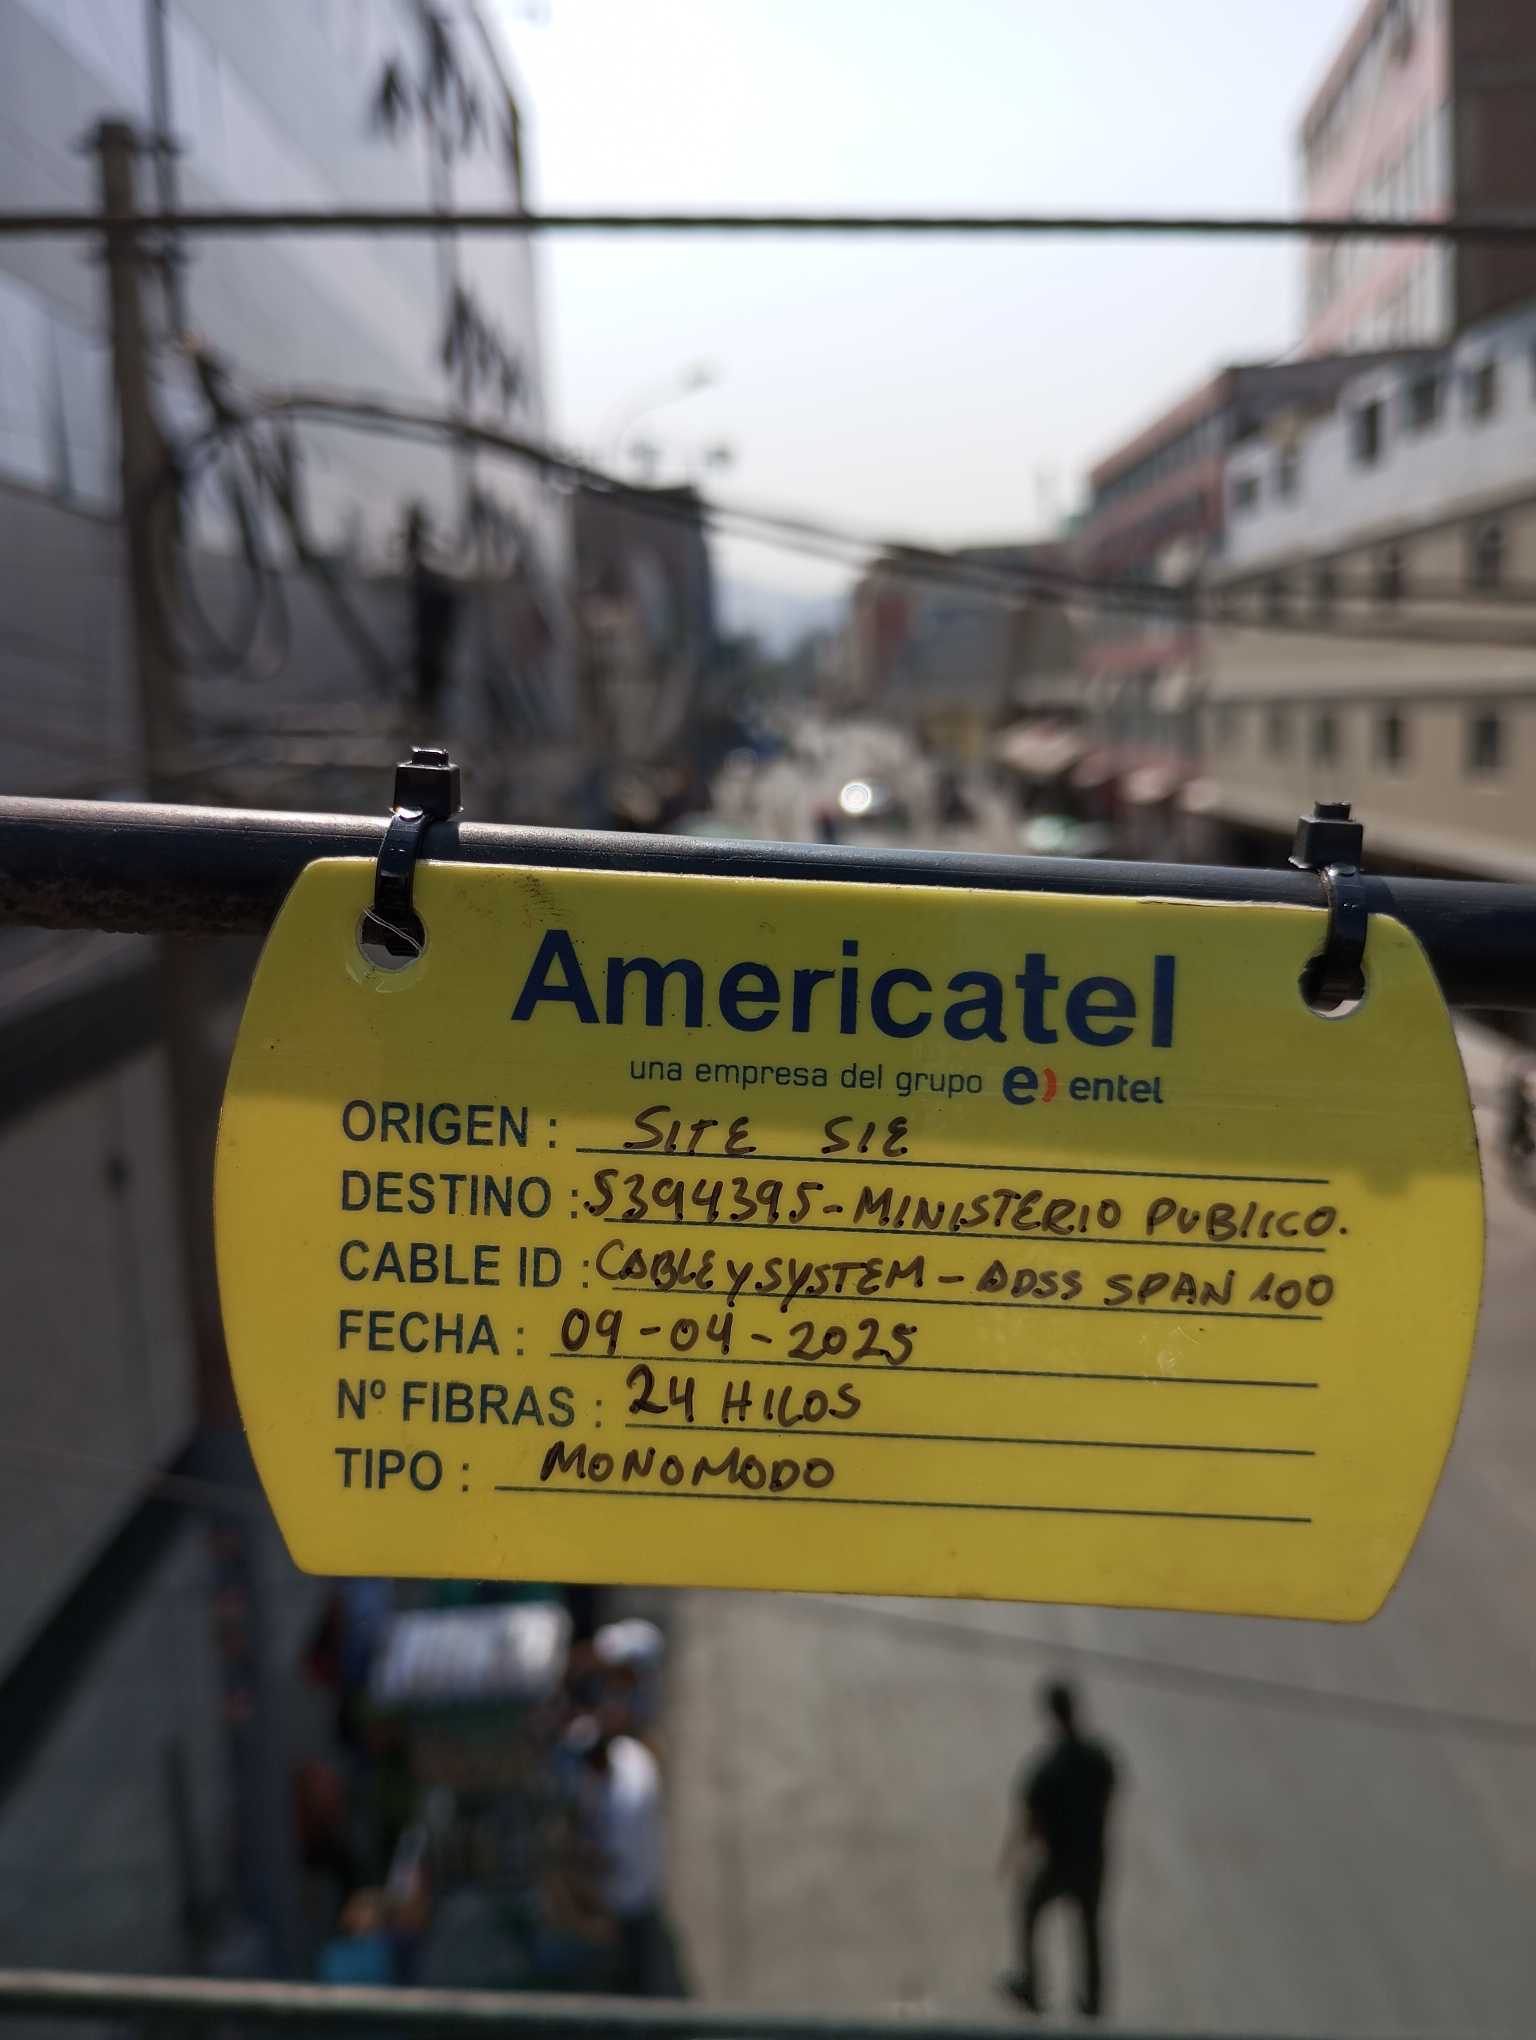 Americatel
una empresa del grupo e) entel
ORIGEN : SITE SIE
DESTINO : S394395-MINISTERIO PUBLICO.
CABLE ID : CABLEYSYSTEM - ADSS SPAN 100
FECHA : 09-04-2025
Nº FIBRAS : 24 HILOS
TIPO : MONOMODO